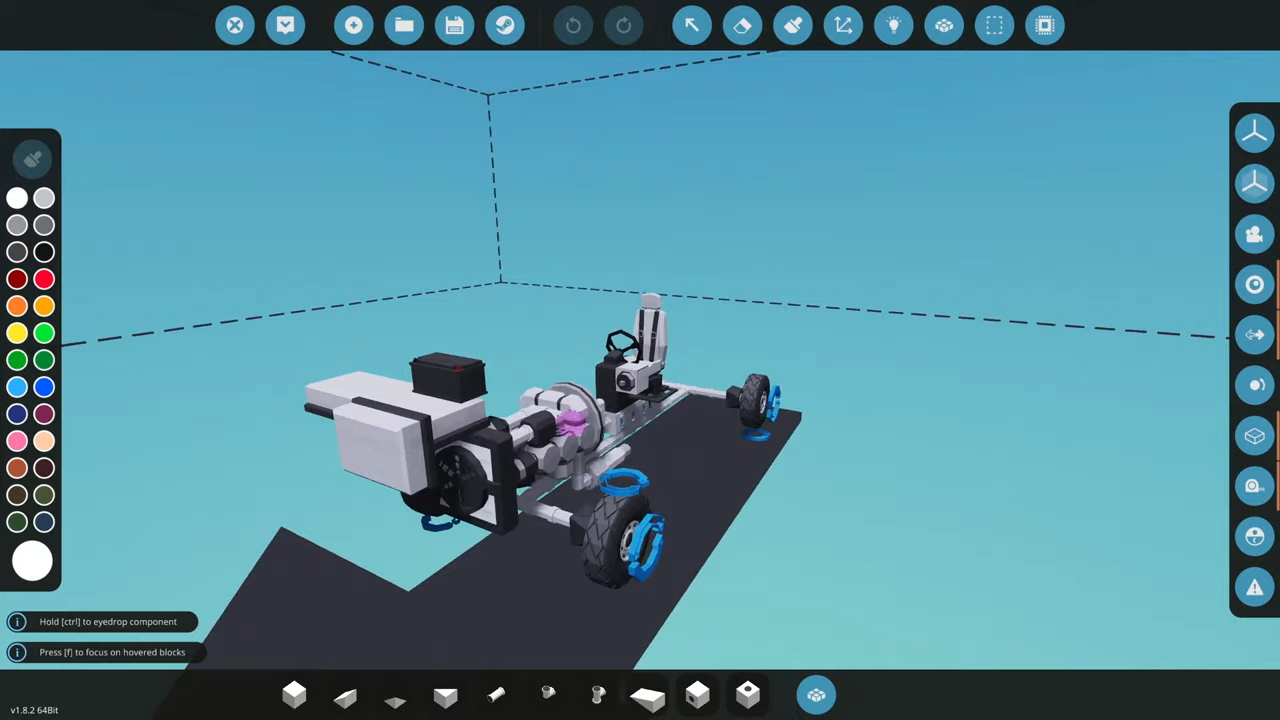 Hold [ctrl] to eyedrop component
Press [f] to focus on hovered blocks
v1.8.2 64Bit